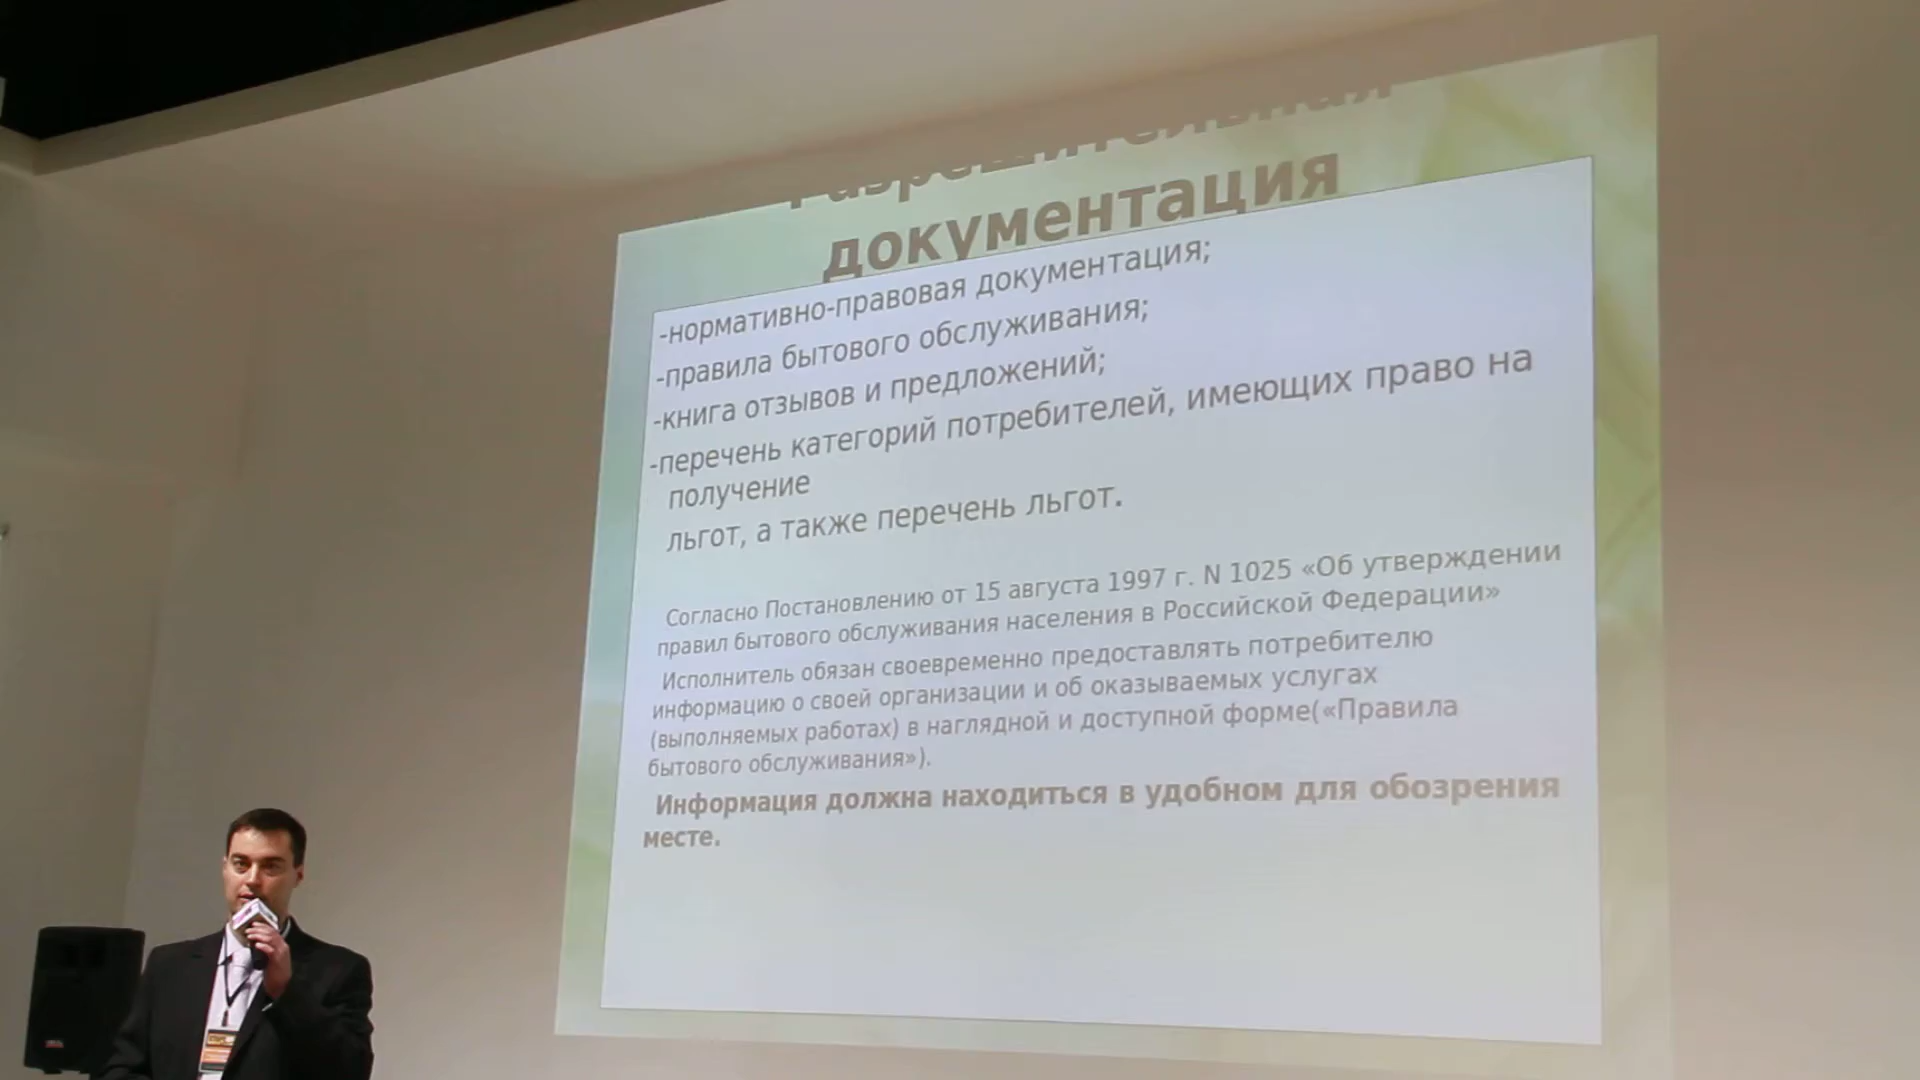 Разрешительная
документация
-нормативно-правовая документация;
-правила бытового обслуживания;
-книга отзывов и предложений;
-перечень категорий потребителей, имеющих право на
получение
льгот, а также перечень льгот.
Согласно Постановлению от 15 августа 1997 г. N 1025 «Об утверждении
правил бытового обслуживания населения в Российской Федерации»
Исполнитель обязан своевременно предоставлять потребителю
информацию о своей организации и об оказываемых услугах
(выполняемых работах) в наглядной и доступной форме(«Правила
бытового обслуживания»).
Информация должна находиться в удобном для обозрения
месте.